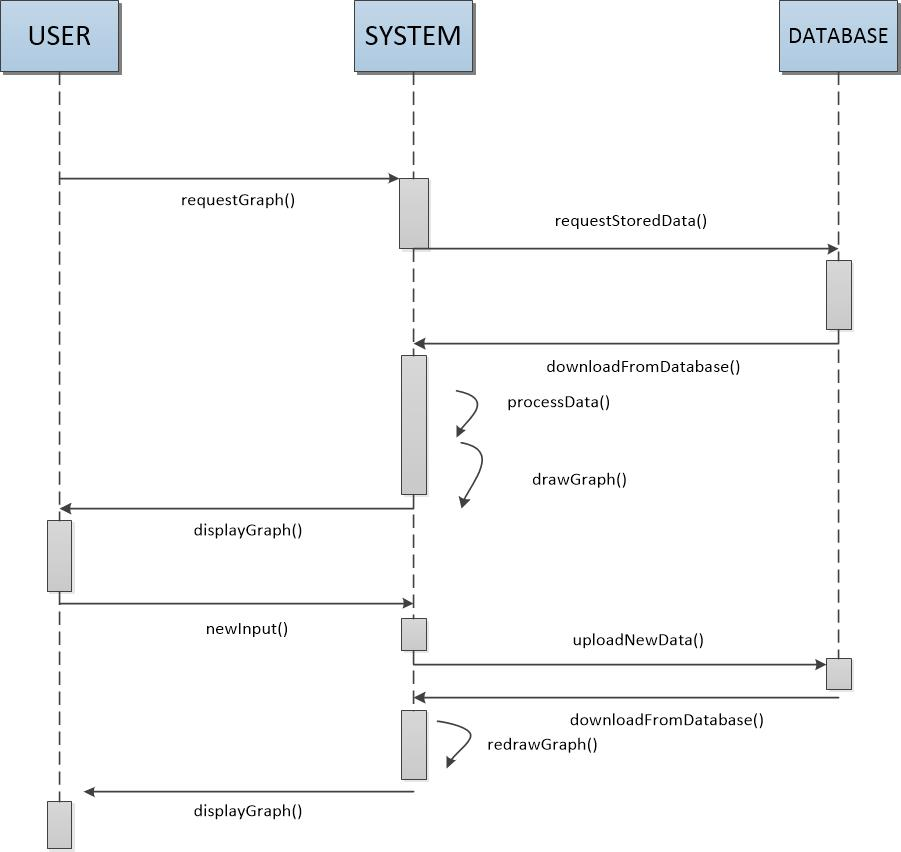 USER
SYSTEM
DATABASE
requestGraph()
requestStoredData()
downloadFromDatabase()
processData()
drawGraph()
displayGraph()
newInput()
uploadNewData()
downloadFromDatabase()
redrawGraph()
displayGraph()